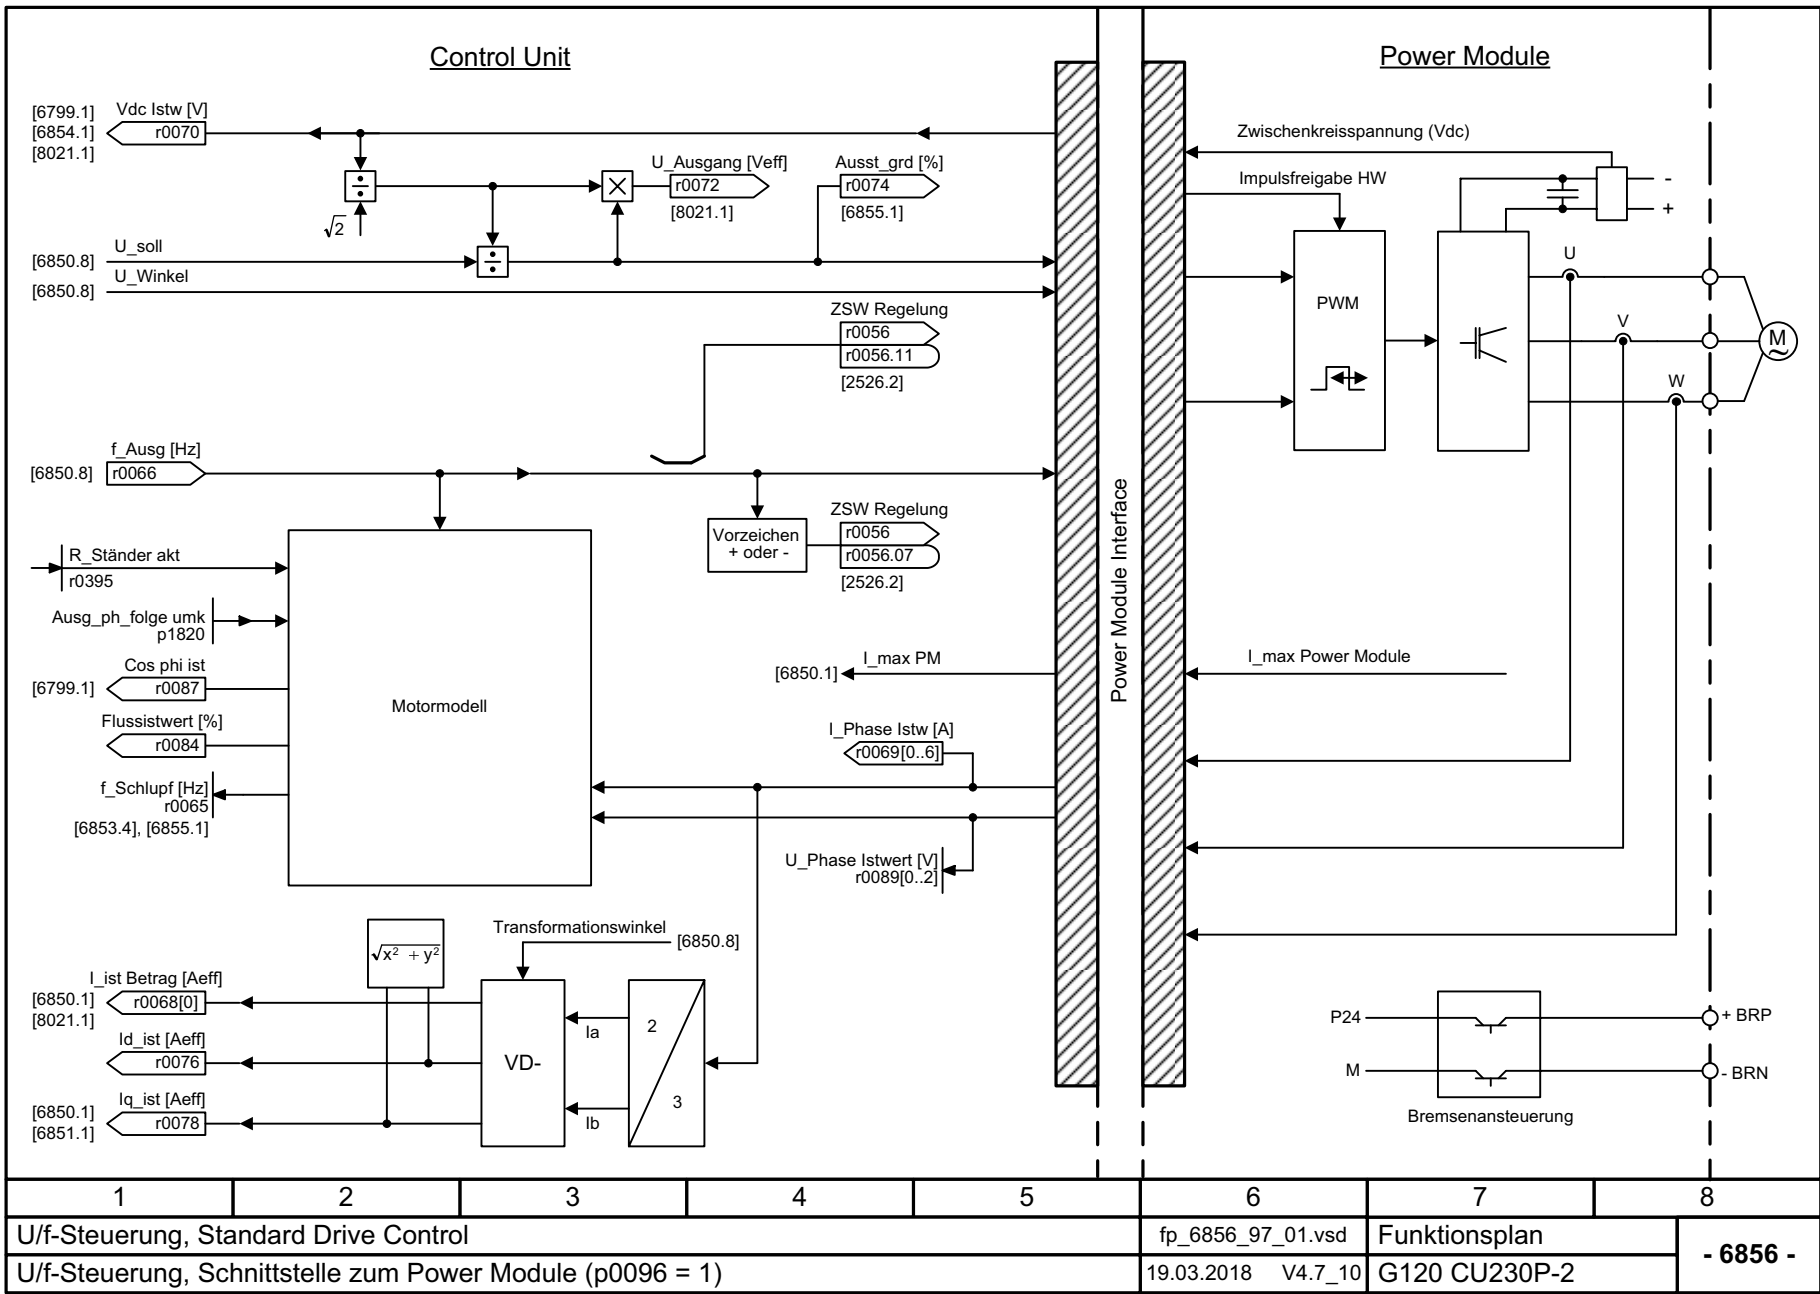 Control Unit
Power Module
[6799.1]
[6854.1]
[8021.1]
Vdc Istw [V]
r0070
÷
√2
×
U_Ausgang [Veff]
r0072
[8021.1]
Ausst_grd [%]
r0074
[6855.1]
[6850.8]
U_soll
÷
[6850.8]
U_Winkel
ZSW Regelung
r0056
r0056.11
[2526.2]
f_Ausg [Hz]
[6850.8]
r0066
Vorzeichen
+ oder -
ZSW Regelung
r0056
r0056.07
[2526.2]
R_Ständer akt
r0395
Ausg_ph_folge umk
p1820
Cos phi ist
[6799.1]
r0087
Flussistwert [%]
r0084
f_Schlupf [Hz]
r0065
[6853.4], [6855.1]
Motormodell
[6850.1]
I_max PM
I_Phase Istw [A]
r0069[0..6]
U_Phase Istwert [V]
r0089[0..2]
Transformationswinkel
[6850.8]
√x² + y²
I_ist Betrag [Aeff]
[6850.1]
[8021.1]
r0068[0]
Id_ist [Aeff]
r0076
Iq_ist [Aeff]
[6850.1]
[6851.1]
r0078
VD-
Ia
Ib
2
3
Power Module Interface
Zwischenkreisspannung (Vdc)
Impulsfreigabe HW
-
+
PWM
U
V
W
M
~
I_max Power Module
P24
+ BRP
M
- BRN
Bremsenansteuerung
1 2 3 4 5 6 7 8
U/f-Steuerung, Standard Drive Control
fp_6856_97_01.vsd
Funktionsplan
- 6856 -
U/f-Steuerung, Schnittstelle zum Power Module (p0096 = 1)
19.03.2018 V4.7_10
G120 CU230P-2